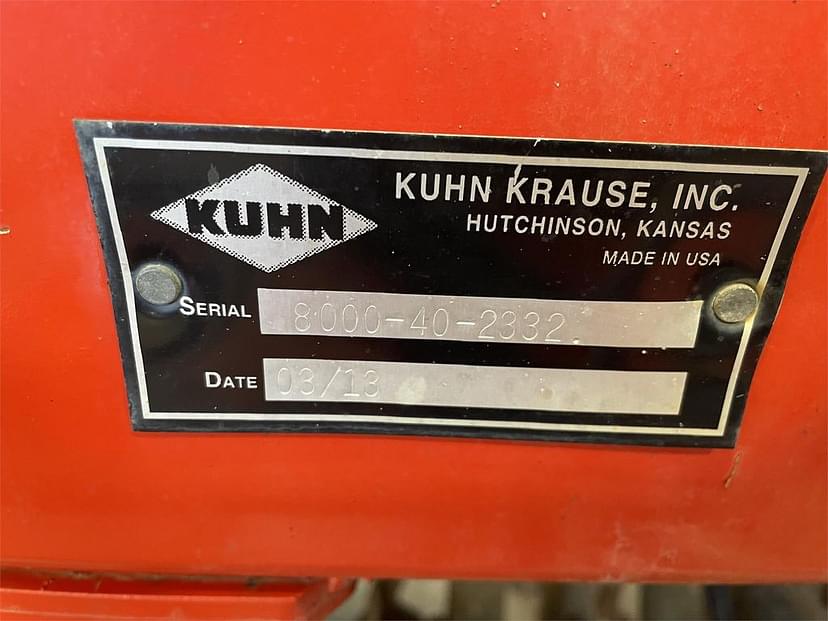 KUHN
KUHN KRAUSE, INC.
HUTCHINSON, KANSAS
MADE IN USA
SERIAL 8000-40-2332
DATE 03/13